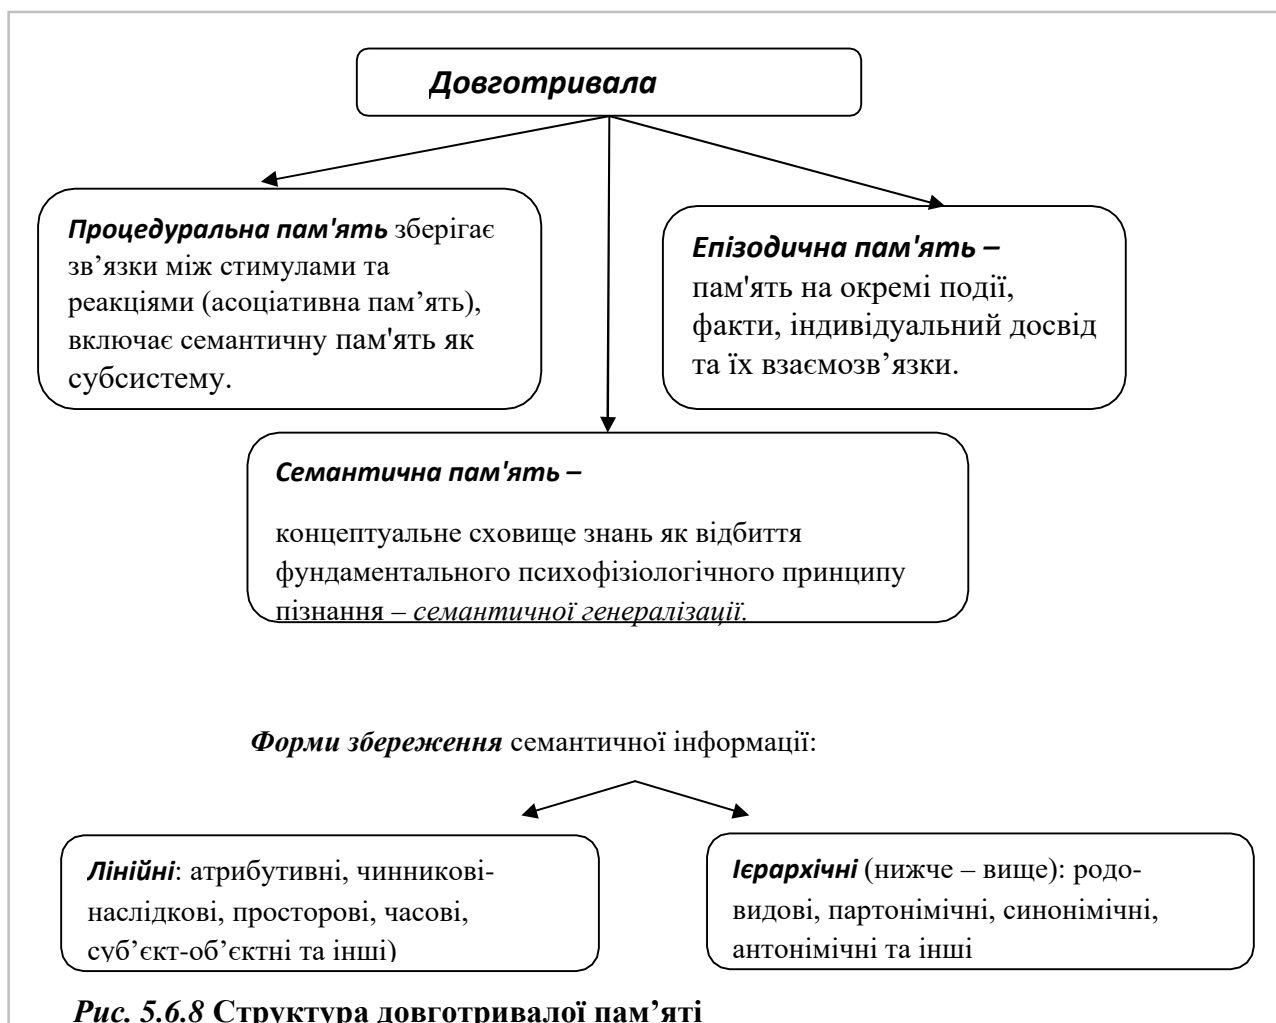 Довготривала
Процедуральна пам'ять зберігає
зв’язки між стимулами та
реакціями (асоціативна пам’ять),
включає семантичну пам'ять як
субсистему.
Епізодична пам'ять –
пам'ять на окремі події,
факти, індивідуальний досвід
та їх взаємозв’язки.
Семантична пам'ять –
концептуальне сховище знань як відбиття
фундаментального психофізіологічного принципу
пізнання – семантичної генералізації.
Форми збереження семантичної інформації:
Лінійні: атрибутивні, чинникові-
наслідкові, просторові, часові,
суб’єкт-об’єктні та інші)
Ієрархічні (нижче – вище): родо-
видові, партонімічні, синонімічні,
антонімічні та інші
Рис. 5.6.8 Структура довготривалої пам’яті